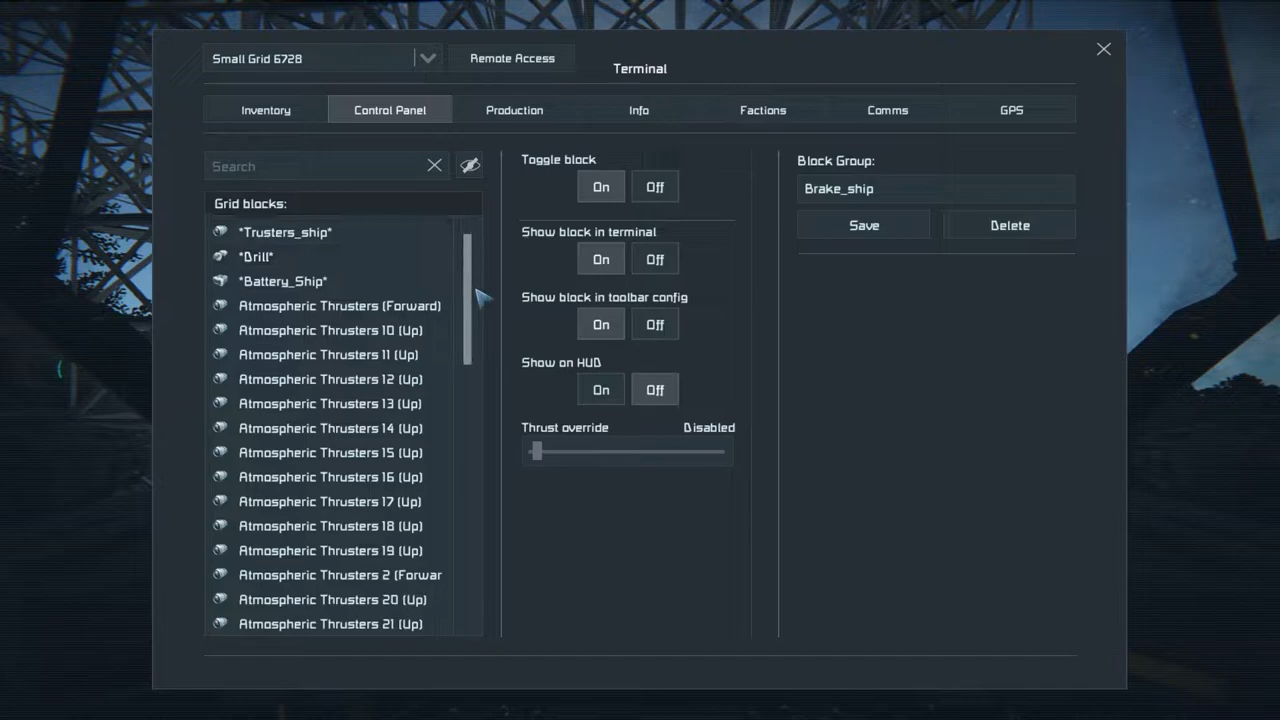 Small Grid 6728
Remote Access
Terminal
Inventory
Control Panel
Production
Info
Factions
Comms
GPS
Search
Grid blocks:
*Trusters_ship*
*Drill*
*Battery_Ship*
Atmospheric Thrusters (Forward)
Atmospheric Thrusters 10 (Up)
Atmospheric Thrusters 11 (Up)
Atmospheric Thrusters 12 (Up)
Atmospheric Thrusters 13 (Up)
Atmospheric Thrusters 14 (Up)
Atmospheric Thrusters 15 (Up)
Atmospheric Thrusters 16 (Up)
Atmospheric Thrusters 17 (Up)
Atmospheric Thrusters 18 (Up)
Atmospheric Thrusters 19 (Up)
Atmospheric Thrusters 2 (Forwar
Atmospheric Thrusters 20 (Up)
Atmospheric Thrusters 21 (Up)
Toggle block
On Off
Show block in terminal
On Off
Show block in toolbar config
On Off
Show on HUD
On Off
Thrust override Disabled
Block Group:
Brake_ship
Save Delete